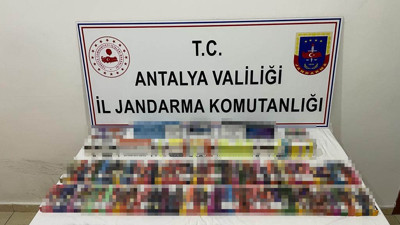 T.C.
ANTALYA VALİLİĞİ
İL JANDARMA KOMUTANLIĞI